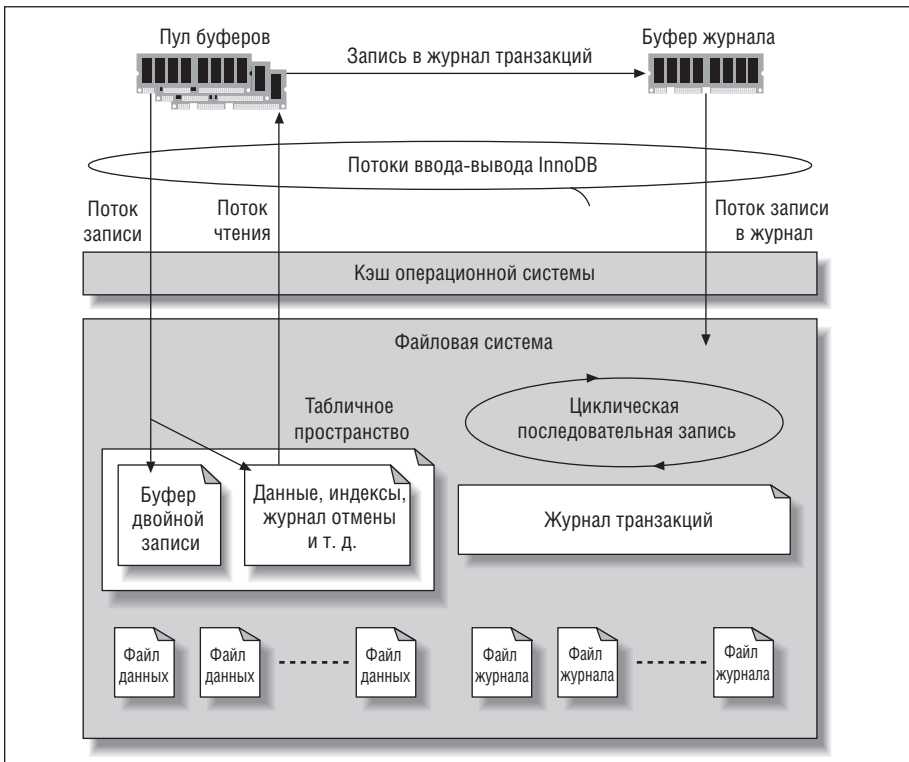 Пул буферов
Буфер журнала
Запись в журнал транзакций
Потоки ввода-вывода InnoDB
Поток
записи
Поток
чтения
Поток записи
в журнал
Кэш операционной системы
Файловая система
Табличное
пространство
Циклическая
последовательная запись
Буфер
двойной
записи
Данные, индексы,
журнал отмены
и т. д.
Журнал транзакций
Файл
данных
Файл
данных
Файл
данных
Файл
журнала
Файл
журнала
Файл
журнала